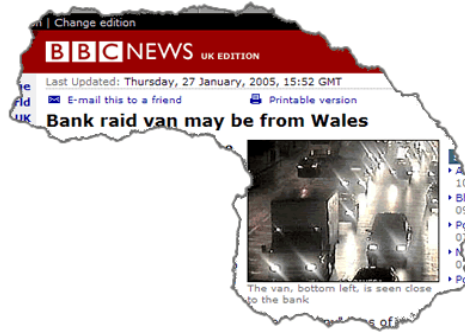 | Change edition
BBC NEWS UK EDITION
Last Updated: Thursday, 27 January, 2005, 15:52 GMT
E-mail this to a friend Printable version
UK
Bank raid van may be from Wales
The van, bottom left, is seen close
to the bank